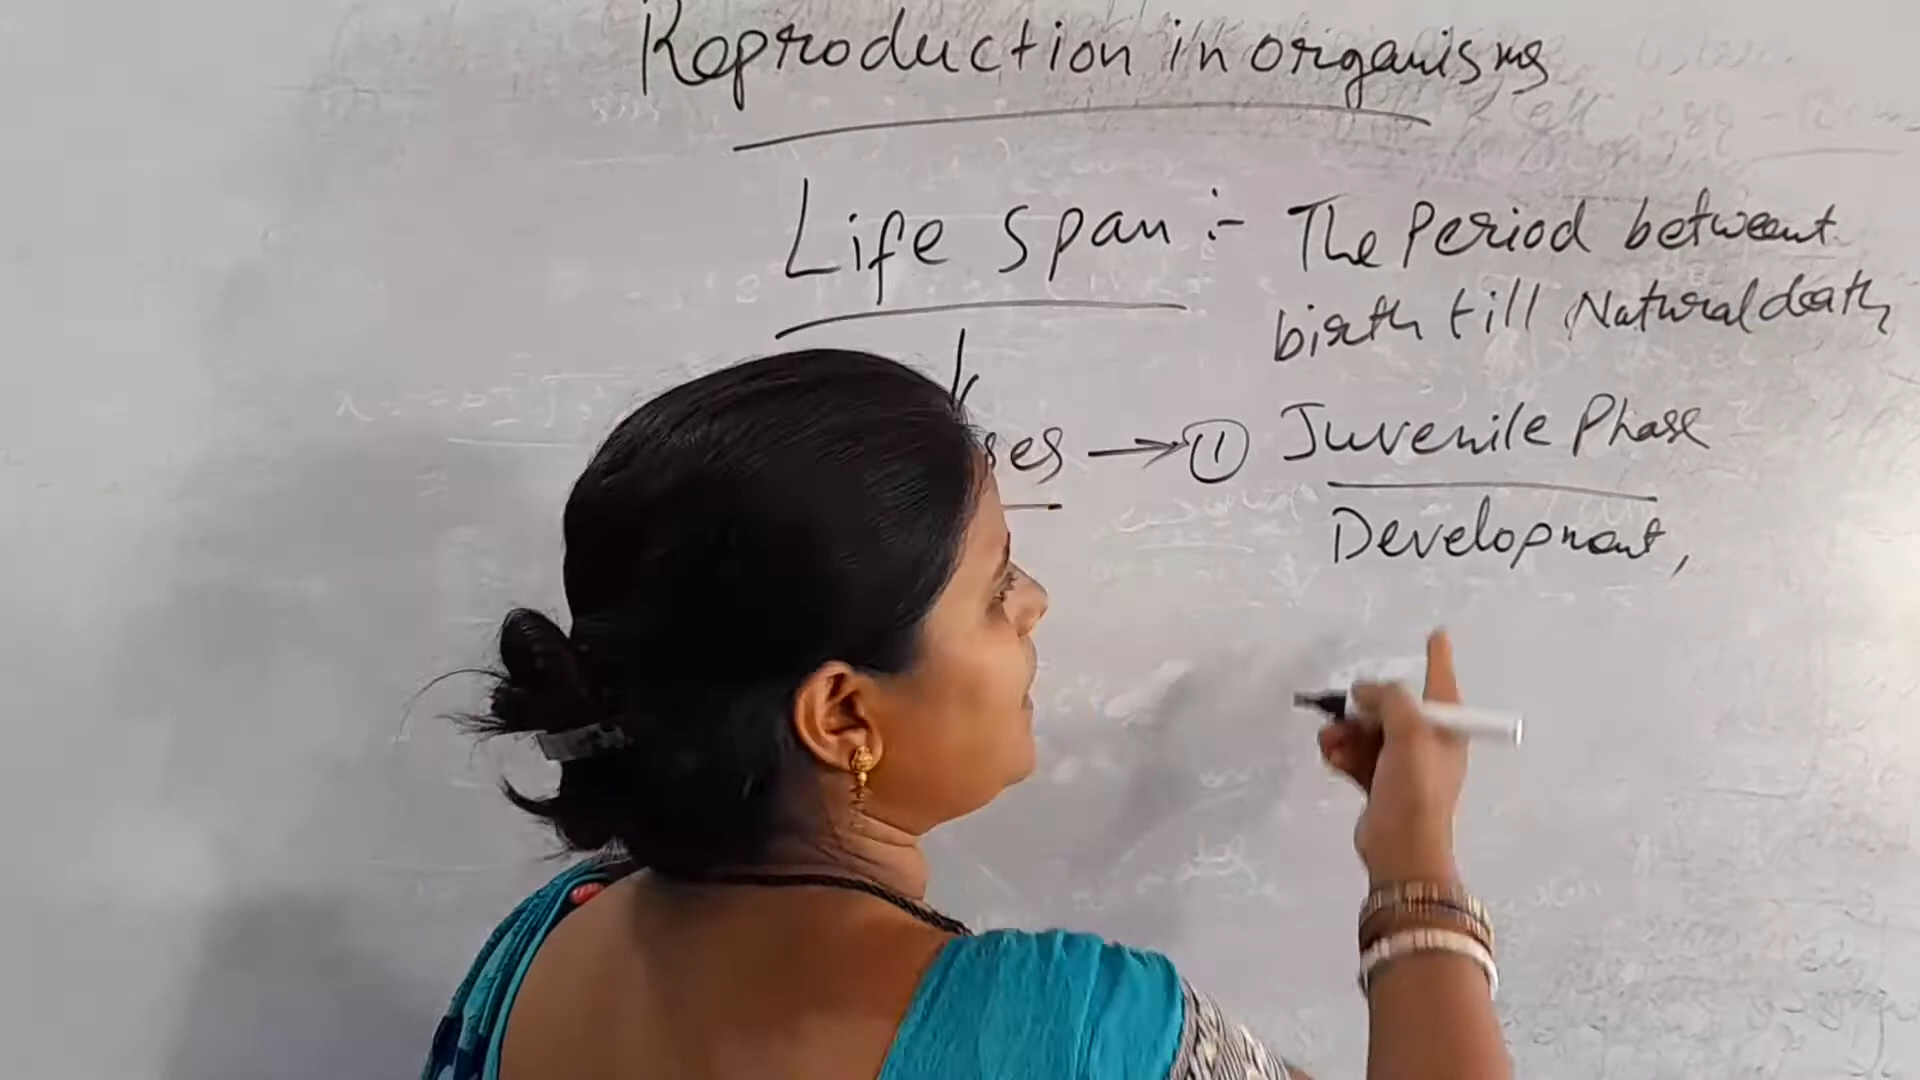 Reproduction in organisms
Life span :- The Period betweent
birth till Natural death
ses → ① Juvenile Phase
Development,